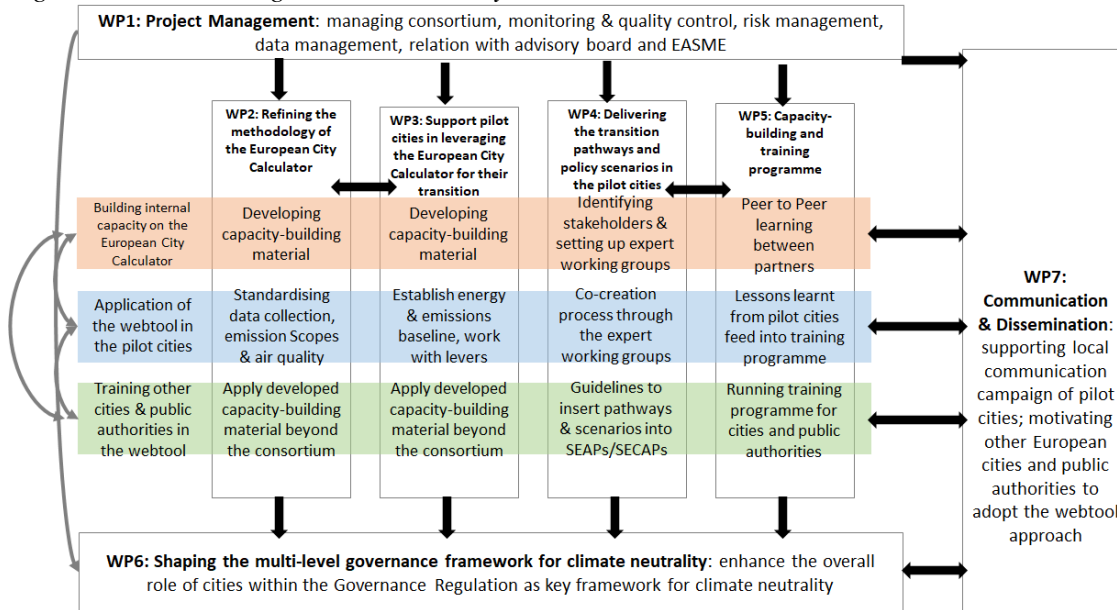 WP1: Project Management: managing consortium, monitoring & quality control, risk management,
data management, relation with advisory board and EASME
WP2: Refining the
methodology of
the European City
Calculator
WP3: Support pilot
cities in leveraging
the European City
Calculator for their
transition
WP4: Delivering
the transition
pathways and
policy scenarios in
the pilot cities
WP5: Capacity-
building and
training
programme
Building internal
capacity on the
European City
Calculator
Developing
capacity-building
material
Developing
capacity-building
material
Identifying
stakeholders &
setting up expert
working groups
Peer to Peer
learning
between
partners
Application of
the webtool in
the pilot cities
Standardising
data collection,
emission Scopes
& air quality
Establish energy
& emissions
baseline, work
with levers
Co-creation
process through
the expert
working groups
Lessons learnt
from pilot cities
feed into training
programme
Training other
cities & public
authorities in
the webtool
Apply developed
capacity-building
material beyond
the consortium
Apply developed
capacity-building
material beyond
the consortium
Guidelines to
insert pathways
& scenarios into
SEAPs/SECAPs
Running training
programme for
cities and public
authorities
WP7:
Communication
& Dissemination:
supporting local
communication
campaign of pilot
cities; motivating
other European
cities and public
authorities to
adopt the webtool
approach
WP6: Shaping the multi-level governance framework for climate neutrality: enhance the overall
role of cities within the Governance Regulation as key framework for climate neutrality